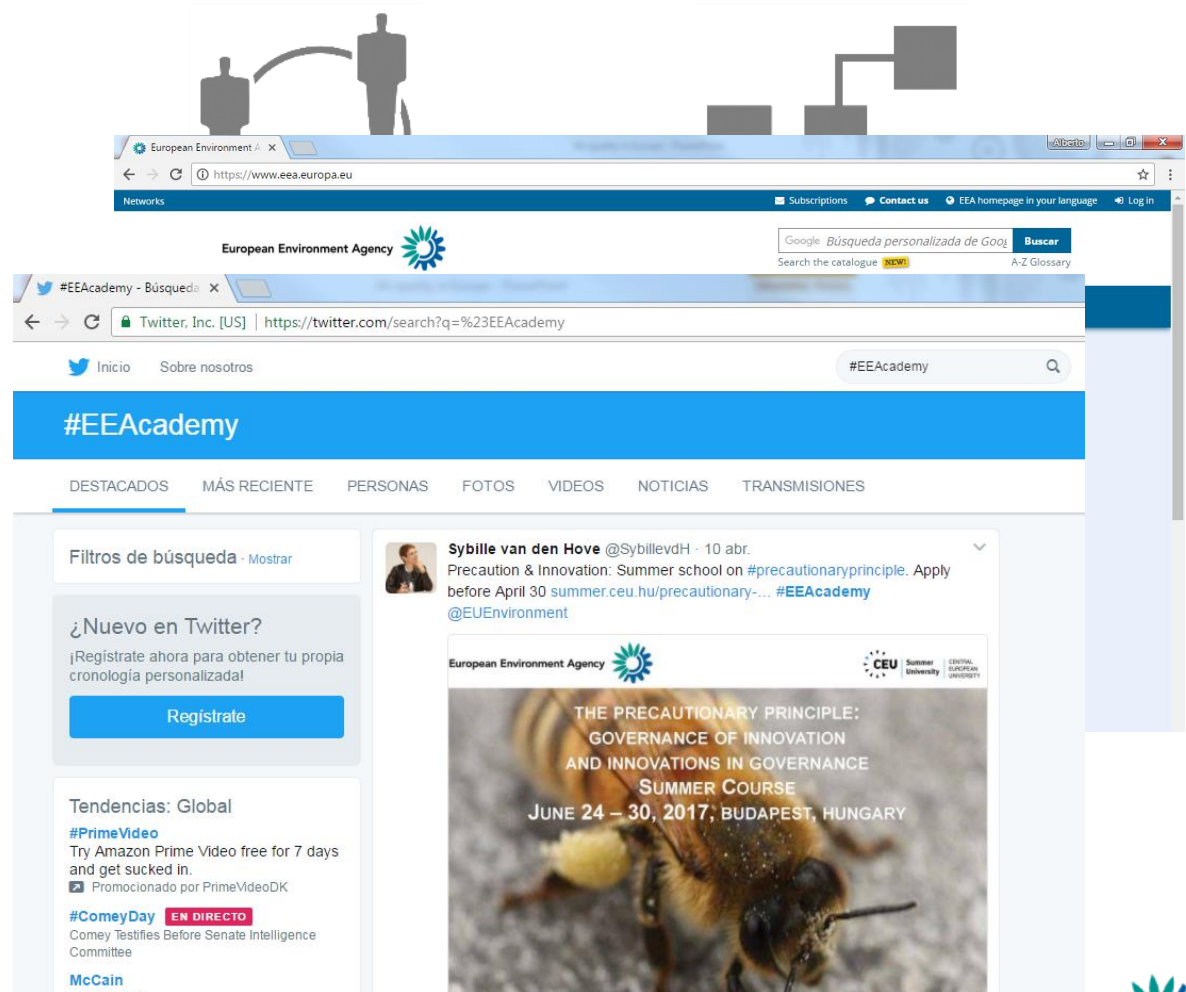 European Environment A
Alberto
https://www.eea.europa.eu
Networks
Subscriptions Contact us EEA homepage in your language Log in
European Environment Agency
Google Búsqueda personalizada de Goog Buscar
Search the catalogue NEW! A-Z Glossary
#EEAcademy - Búsqueda
Twitter, Inc. [US] | https://twitter.com/search?q=%23EEAcademy
Inicio Sobre nosotros
#EEAcademy
#EEAcademy
DESTACADOS MÁS RECIENTE PERSONAS FOTOS VIDEOS NOTICIAS TRANSMISIONES
Filtros de búsqueda · Mostrar
¿Nuevo en Twitter?
¡Regístrate ahora para obtener tu propia
cronología personalizada!
Regístrate
Tendencias: Global
#PrimeVideo
Try Amazon Prime Video free for 7 days
and get sucked in.
Promocionado por PrimeVideoDK
#ComeyDay EN DIRECTO
Comey Testifies Before Senate Intelligence
Committee
McCain
Sybille van den Hove @SybillevdH · 10 abr.
Precaution & Innovation: Summer school on #precautionaryprinciple. Apply
before April 30 summer.ceu.hu/precautionary-... #EEAcademy
@EUEnvironment
European Environment Agency
CEU Summer University
CENTRAL EUROPEAN UNIVERSITY
THE PRECAUTIONARY PRINCIPLE:
GOVERNANCE OF INNOVATION
AND INNOVATIONS IN GOVERNANCE
SUMMER COURSE
JUNE 24 – 30, 2017, BUDAPEST, HUNGARY